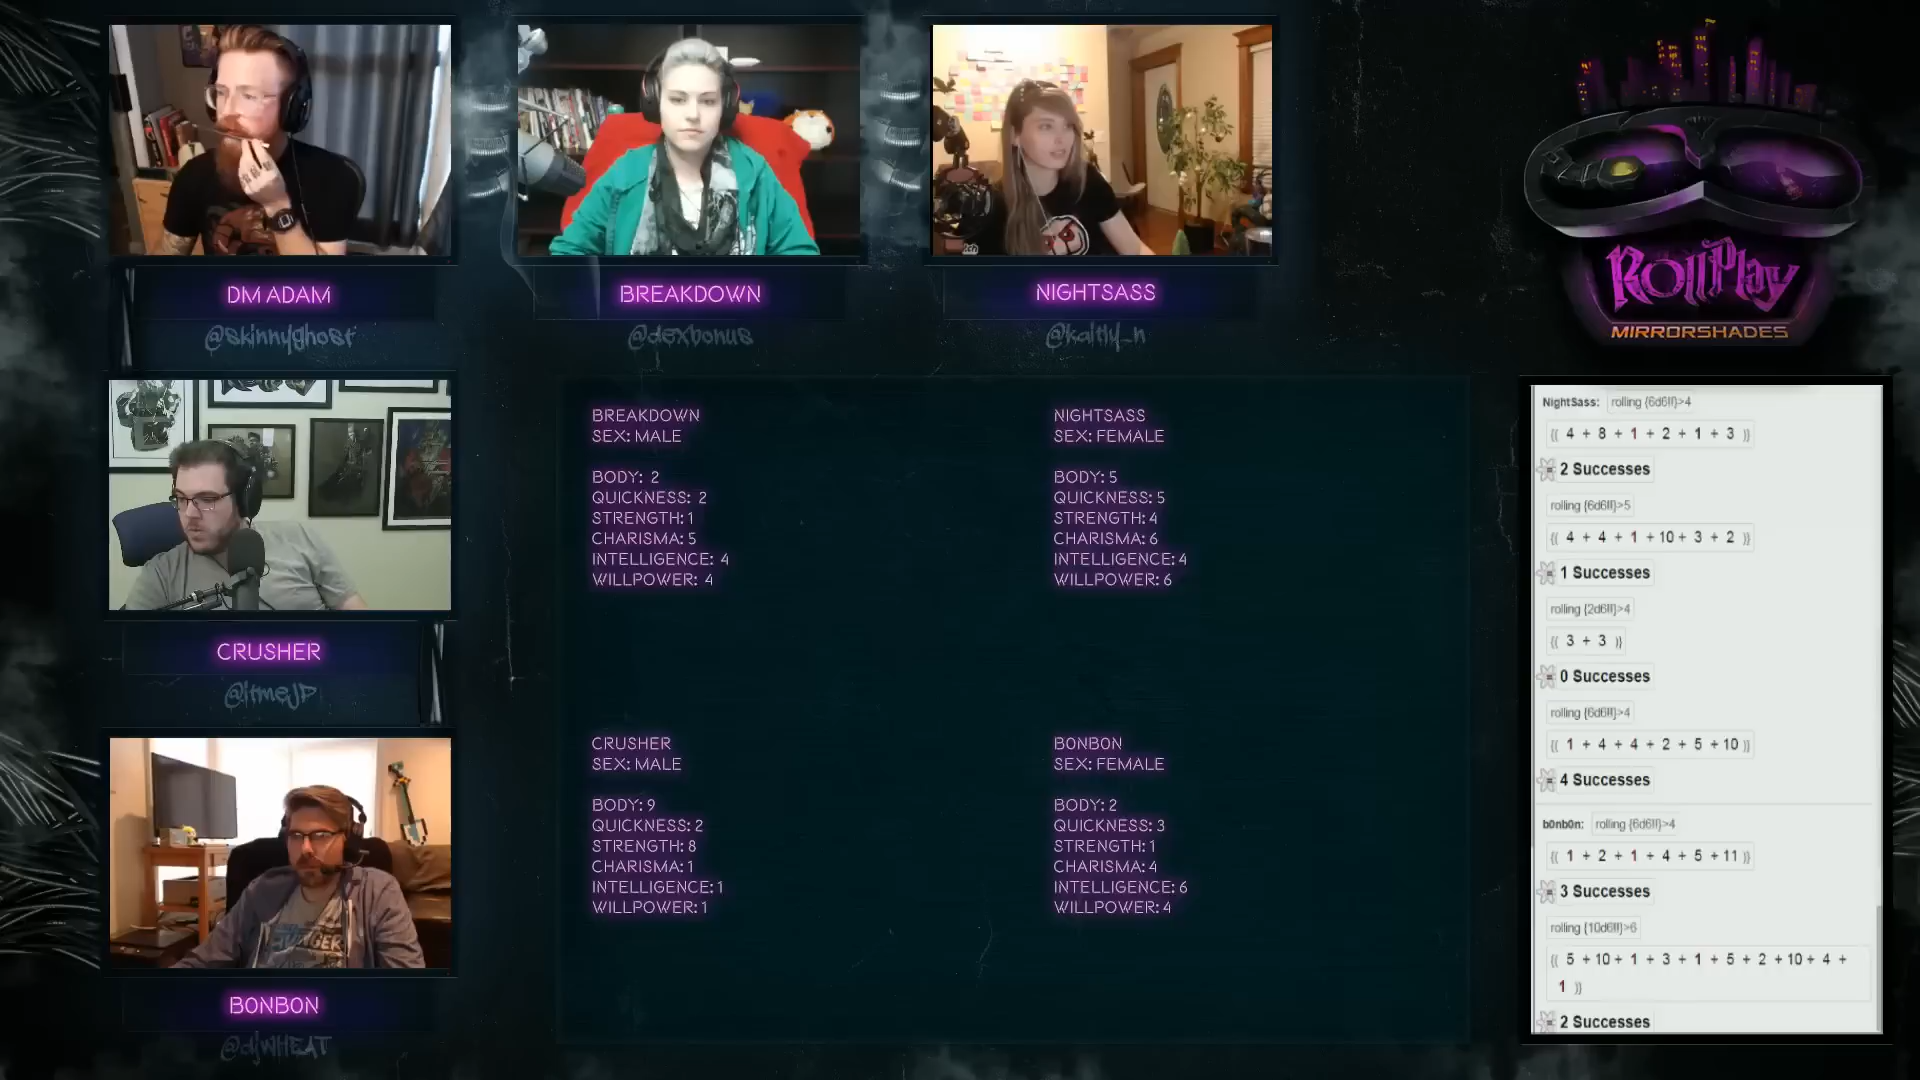 DM ADAM
@skinnyghost
BREAKDOWN
@dexbonus
NIGHTSASS
@kaitly_n
CRUSHER
@itmeJP
BONBON
@djWHEAT
BREAKDOWN
SEX: MALE
BODY: 2
QUICKNESS: 2
STRENGTH: 1
CHARISMA: 5
INTELLIGENCE: 4
WILLPOWER: 4
NIGHTSASS
SEX: FEMALE
BODY: 5
QUICKNESS: 5
STRENGTH: 4
CHARISMA: 6
INTELLIGENCE: 4
WILLPOWER: 6
CRUSHER
SEX: MALE
BODY: 9
QUICKNESS: 2
STRENGTH: 8
CHARISMA: 1
INTELLIGENCE: 1
WILLPOWER: 1
BONBON
SEX: FEMALE
BODY: 2
QUICKNESS: 3
STRENGTH: 1
CHARISMA: 4
INTELLIGENCE: 6
WILLPOWER: 4
RollPlay
MIRRORSHADES
NightSass: rolling {6d6!!}>4
(( 4 + 8 + 1 + 2 + 1 + 3 ))
= 2 Successes
rolling {6d6!!}>5
(( 4 + 4 + 1 + 10 + 3 + 2 ))
= 1 Successes
rolling {2d6!!}>4
(( 3 + 3 ))
= 0 Successes
rolling {6d6!!}>4
(( 1 + 4 + 4 + 2 + 5 + 10 ))
= 4 Successes
b0nb0n: rolling {6d6!!}>4
(( 1 + 2 + 1 + 4 + 5 + 11 ))
= 3 Successes
rolling {10d6!!}>6
(( 5 + 10 + 1 + 3 + 1 + 5 + 2 + 10 + 4 +
1 ))
= 2 Successes